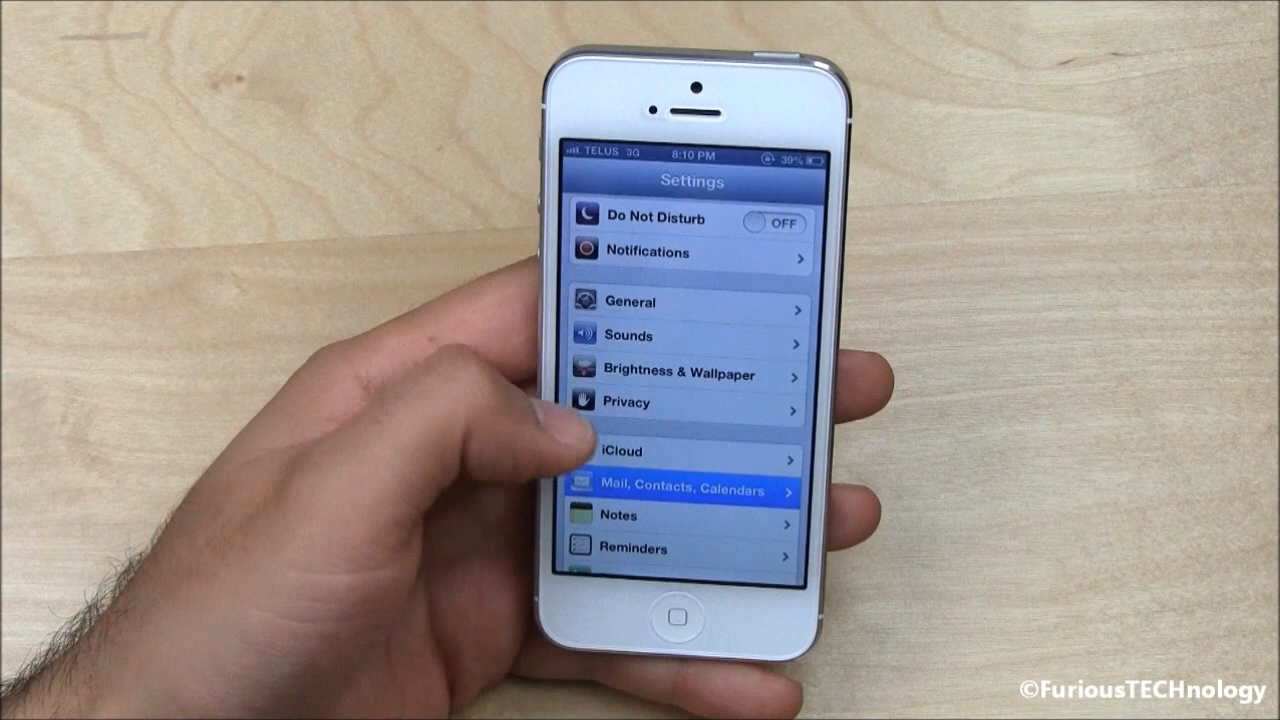 TELUS 3G 8:10 PM 39%
Settings
Do Not Disturb OFF
Notifications
General
Sounds
Brightness & Wallpaper
Privacy
iCloud
Mail, Contacts, Calendars
Notes
Reminders
©FuriousTECHnology